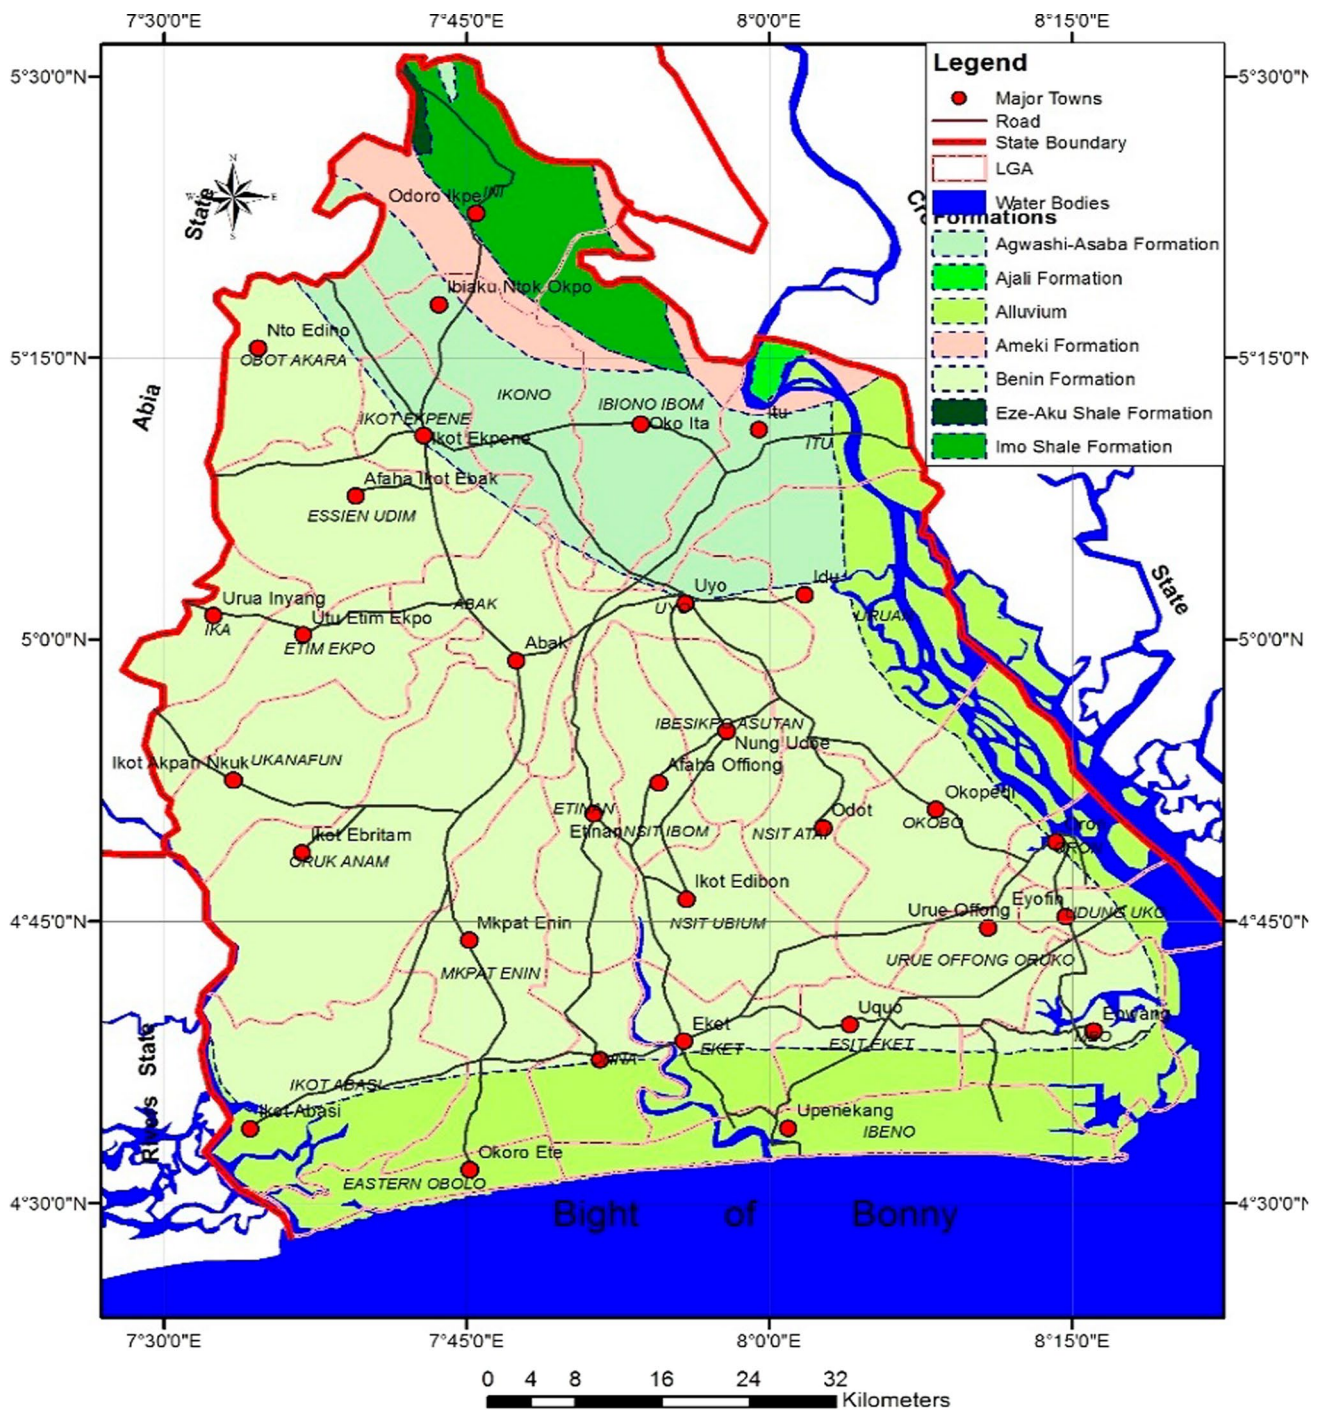 7°30'0"E 7°45'0"E 8°0'0"E 8°15'0"E
5°30'0"N
5°30'0"N
Legend
Major Towns
Road
State Boundary
LGA
Water Bodies
Formations
Agwashi-Asaba Formation
Ajali Formation
Alluvium
Ameki Formation
Benin Formation
Eze-Aku Shale Formation
Imo Shale Formation
N
W E
S
State
Odoro Ikpe INI
Ibiaku Ntok Okpo
Nto Edino
OBOT AKARA
5°15'0"N
5°15'0"N
Abia
IKONO
IBIONO IBOM
Itu
IKOT EKPENE
Oko Ita
Ikot Ekpene
ITU
Afaha Ikot Ebak
ESSIEN UDIM
State
Urua Inyang
IKA
Utu Etim Ekpo
ETIM EKPO
ABAK
Uyo
UYO
Idu
5°0'0"N
5°0'0"N
Abak
IBESIKPO ASUTAN
Nung Udoe
Ikot Akpan Nkuk UKANAFUN
Afaha Offiong
Okopedi
OKOBO
ETINAN
Etinan NSIT IBOM
Odot
NSIT ATAI
Ikot Ebritam
ORUK ANAM
Ikot Edibon
NSIT UBIUM
Eyofin
Urue Offong
UDUNG UKO
4°45'0"N
4°45'0"N
Mkpat Enin
MKPAT ENIN
URUE OFFONG ORUKO
Uquo
ESIT EKET
Eket
EKET
Rivers State
IKOT ABASI
Ikot Abasi
Upenekang
IBENO
Okoro Ete
EASTERN OBOLO
4°30'0"N
4°30'0"N
Bight of Bonny
7°30'0"E 7°45'0"E 8°0'0"E 8°15'0"E
0 4 8 16 24 32
Kilometers